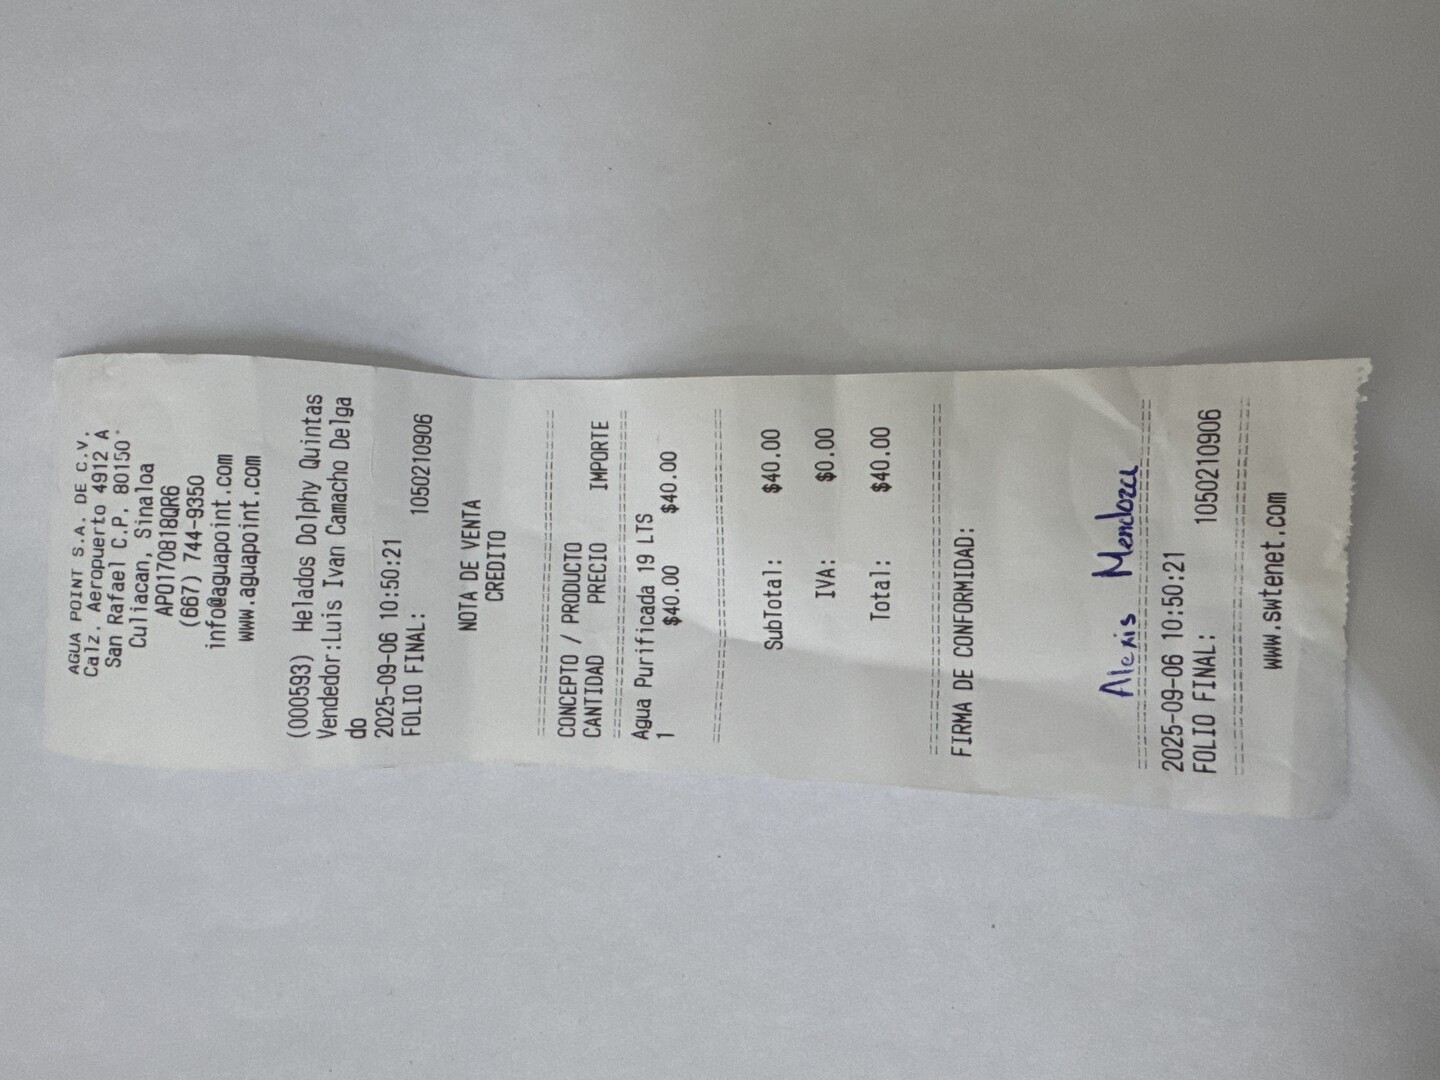 AGUA POINT S.A. DE C.V.
Calz. Aeropuerto 4912 A
San Rafael C.P. 80150
Culiacan, Sinaloa
APO170818QR6
(667) 744-9350
info@aguapoint.com
www.aguapoint.com
(000593) Helados Dolphy Quintas
Vendedor:Luis Ivan Camacho Delga
do
2025-09-06 10:50:21
FOLIO FINAL: 1050210906
NOTA DE VENTA
CREDITO
CONCEPTO / PRODUCTO
CANTIDAD PRECIO IMPORTE
Agua Purificada 19 LTS
1 $40.00 $40.00
SubTotal: $40.00
IVA: $0.00
Total: $40.00
FIRMA DE CONFORMIDAD:
Alexis Mendoza
2025-09-06 10:50:21
FOLIO FINAL: 1050210906
www.swtenet.com